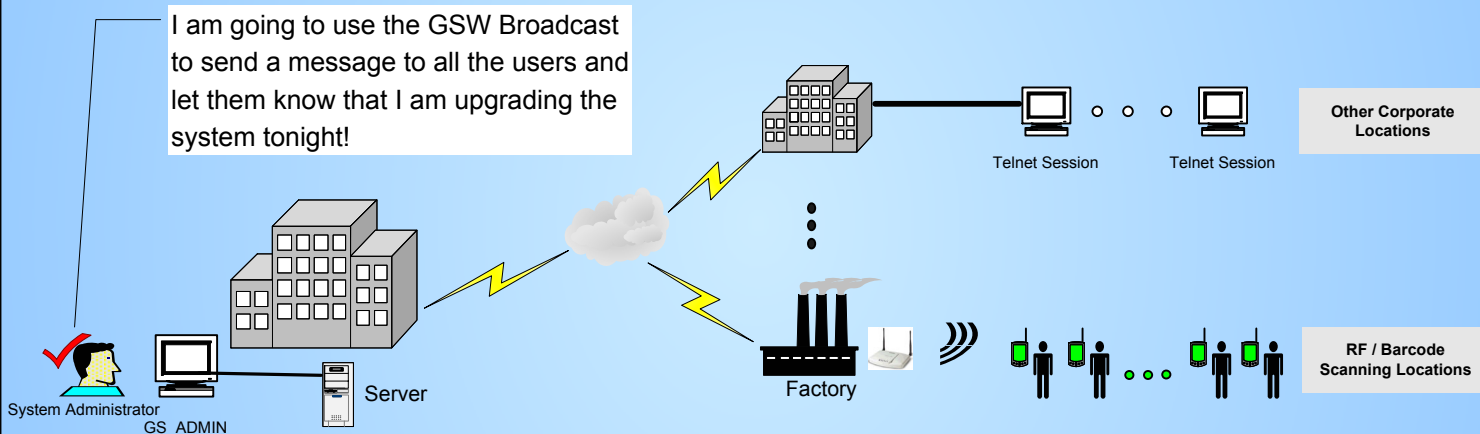 I am going to use the GSW Broadcast
to send a message to all the users and
let them know that I am upgrading the
system tonight!
Other Corporate
Locations
Telnet Session
Telnet Session
RF / Barcode
Scanning Locations
Factory
Server
System Administrator
GS_ADMIN